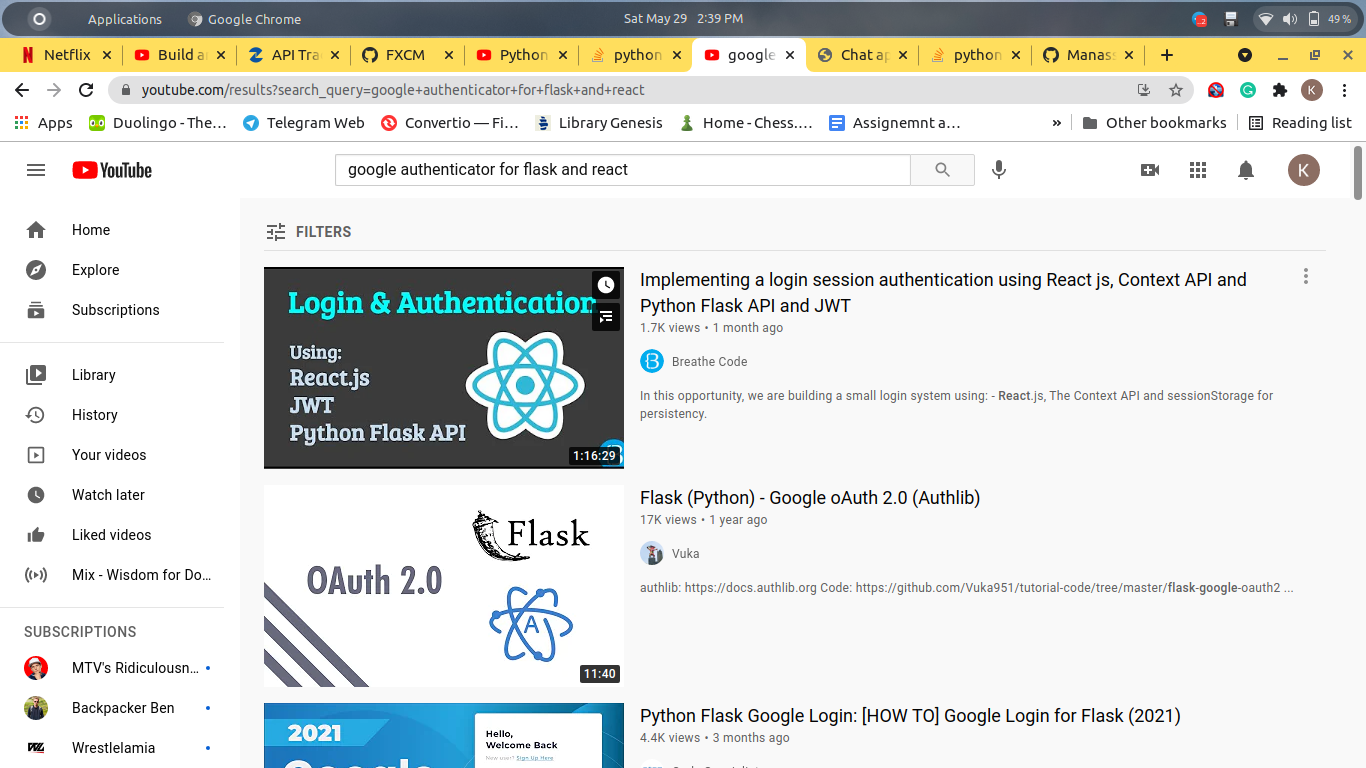 Applications Google Chrome Sat May 29 2:39 PM 49 %
Netflix Build a API Tra FXCM Python python google Chat ap python Manas
youtube.com/results?search_query=google+authenticator+for+flask+and+react K
Apps Duolingo - The... Telegram Web Convertio — Fi... Library Genesis Home - Chess.... Assignemnt a... » Other bookmarks Reading list
YouTube google authenticator for flask and react K
Home
Explore
Subscriptions
Library
History
Your videos
Watch later
Liked videos
Mix - Wisdom for Do...
SUBSCRIPTIONS
MTV's Ridiculousn...
Backpacker Ben
Wrestlelamia
FILTERS
Login & Authentication
Using:
React.js
JWT
Python Flask API
1:16:29
Implementing a login session authentication using React js, Context API and
Python Flask API and JWT
1.7K views • 1 month ago
Breathe Code
In this opportunity, we are building a small login system using: - React.js, The Context API and sessionStorage for
persistency.
Flask
OAuth 2.0
A
11:40
Flask (Python) - Google oAuth 2.0 (Authlib)
17K views • 1 year ago
Vuka
authlib: https://docs.authlib.org Code: https://github.com/Vuka951/tutorial-code/tree/master/flask-google-oauth2 ...
2021
Google
Hello,
Welcome Back
New user? Sign Up Here
Python Flask Google Login: [HOW TO] Google Login for Flask (2021)
4.4K views • 3 months ago